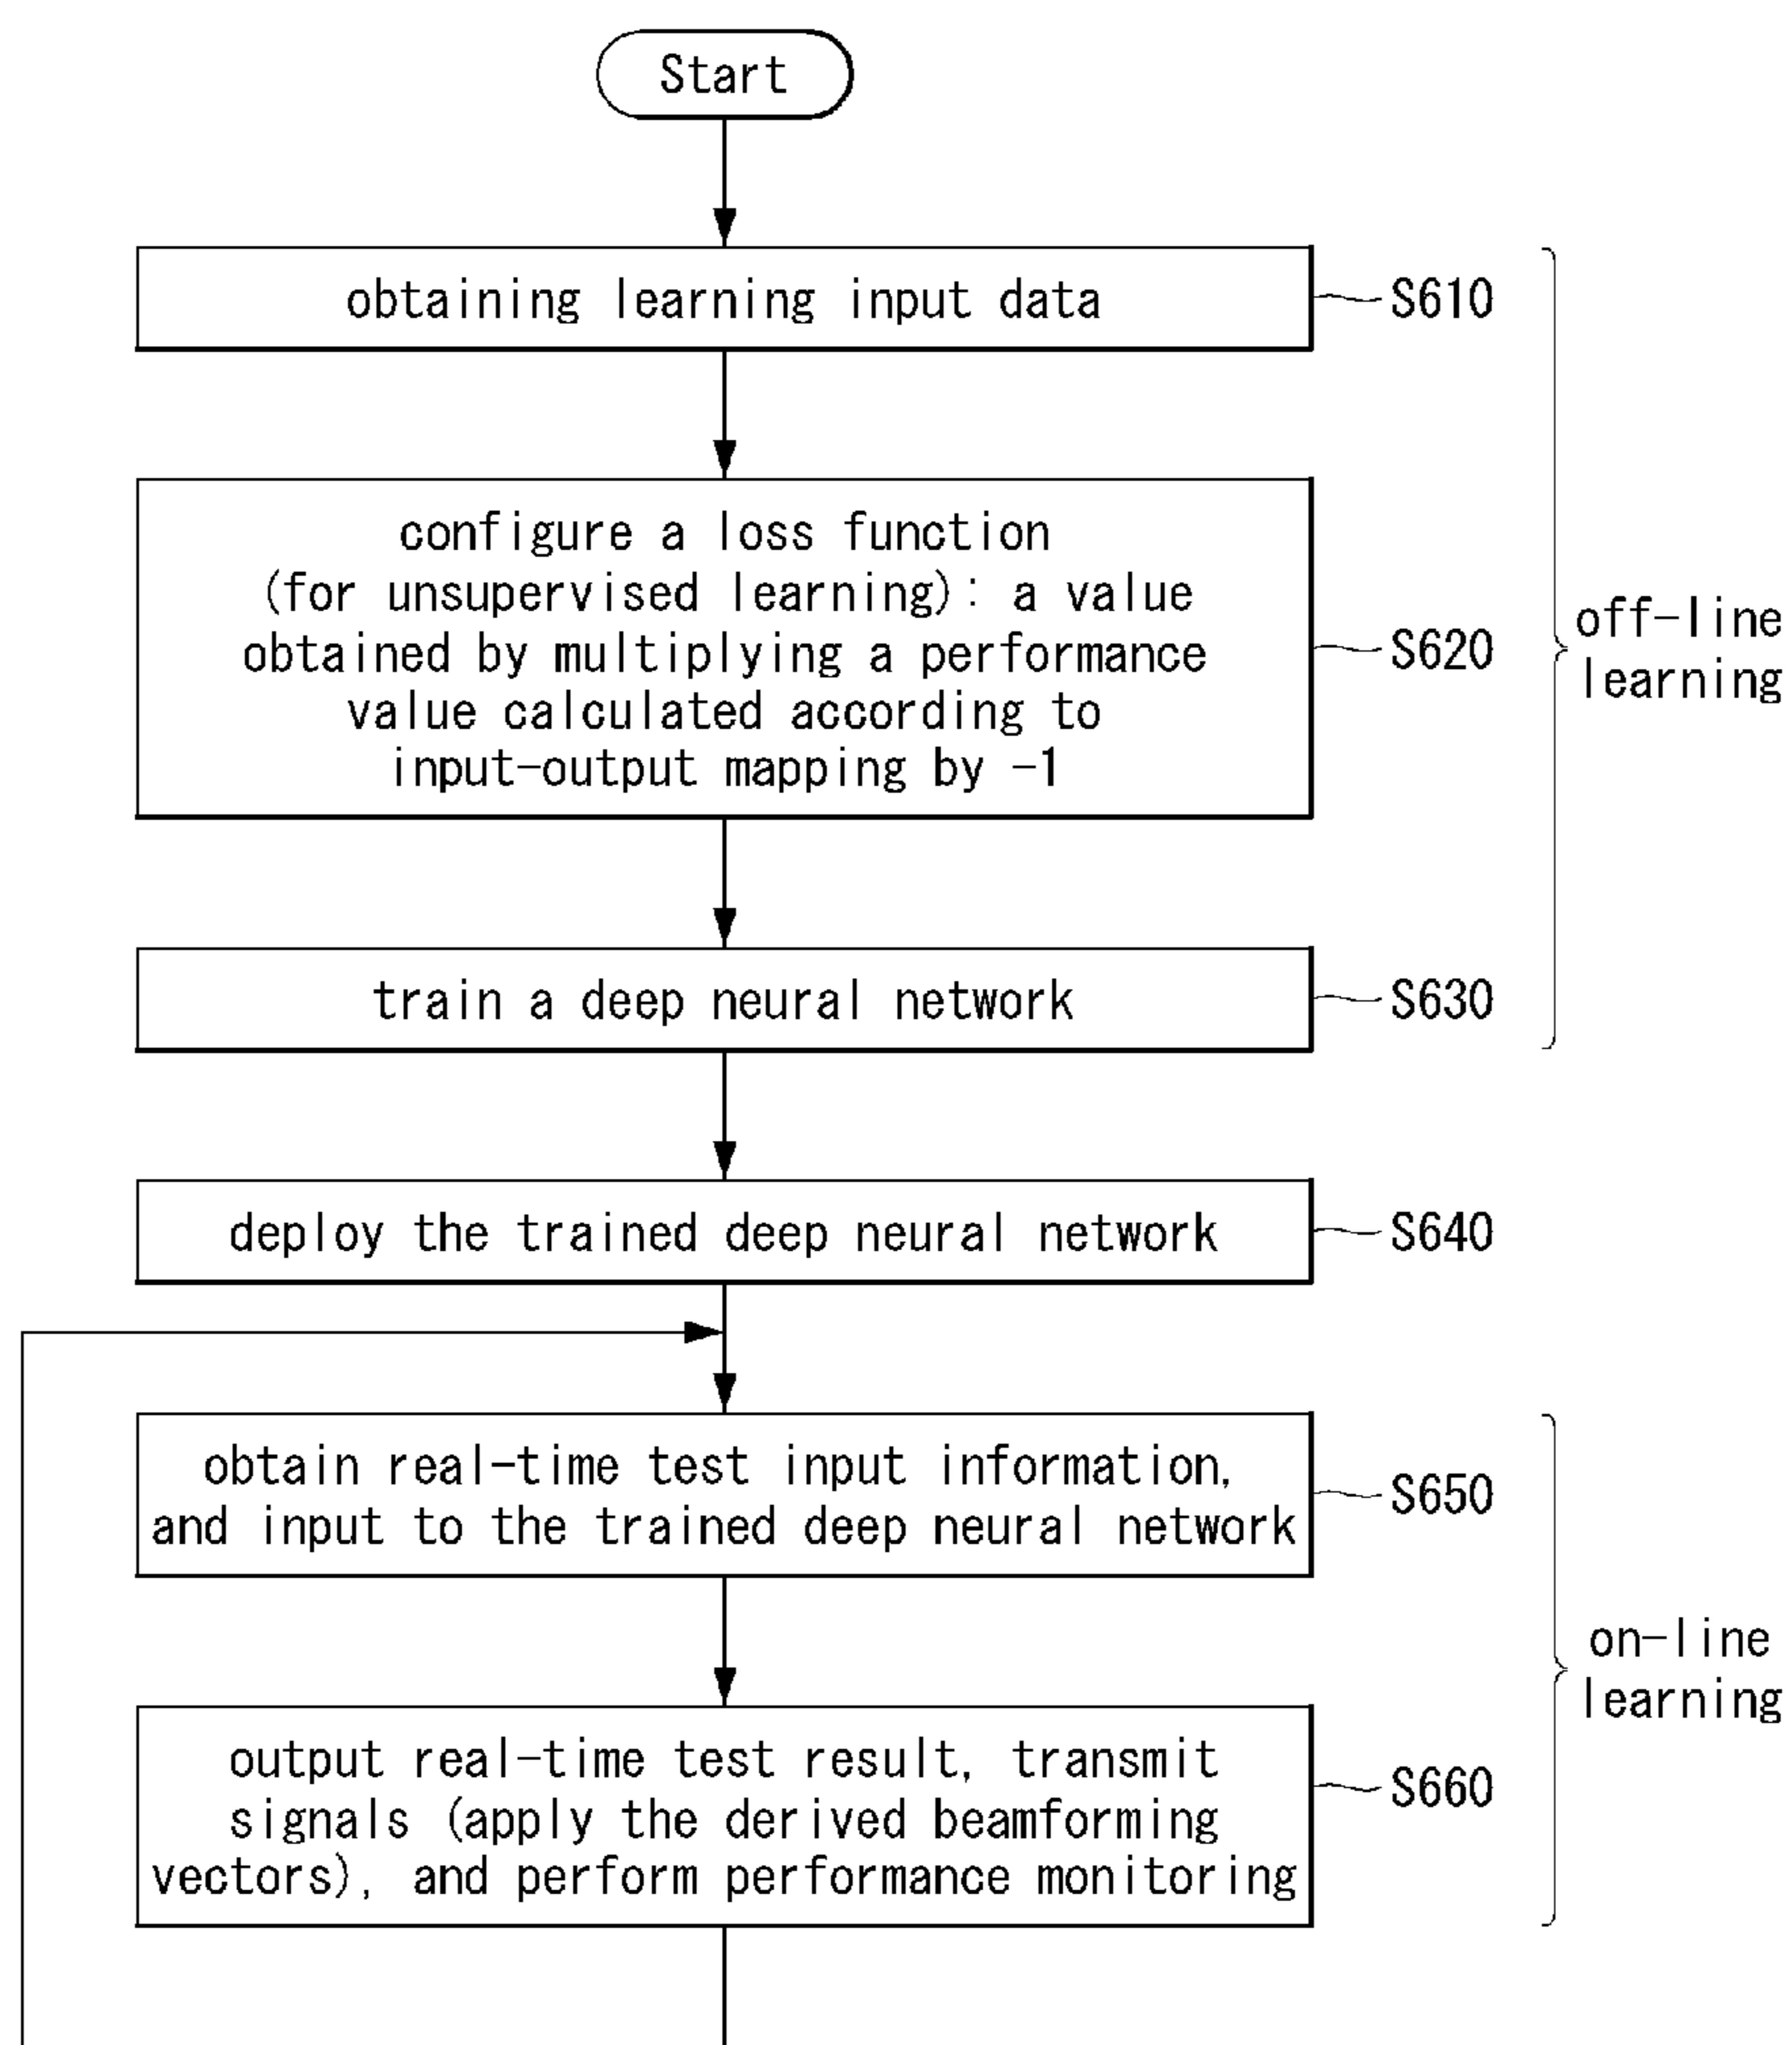 Start
obtaining learning input data
S610
configure a loss function
(for unsupervised learning): a value
obtained by multiplying a performance
value calculated according to
input-output mapping by -1
S620
off-line
learning
train a deep neural network
S630
deploy the trained deep neural network
S640
obtain real-time test input information,
and input to the trained deep neural network
S650
on-line
learning
output real-time test result, transmit
signals (apply the derived beamforming
vectors), and perform performance monitoring
S660